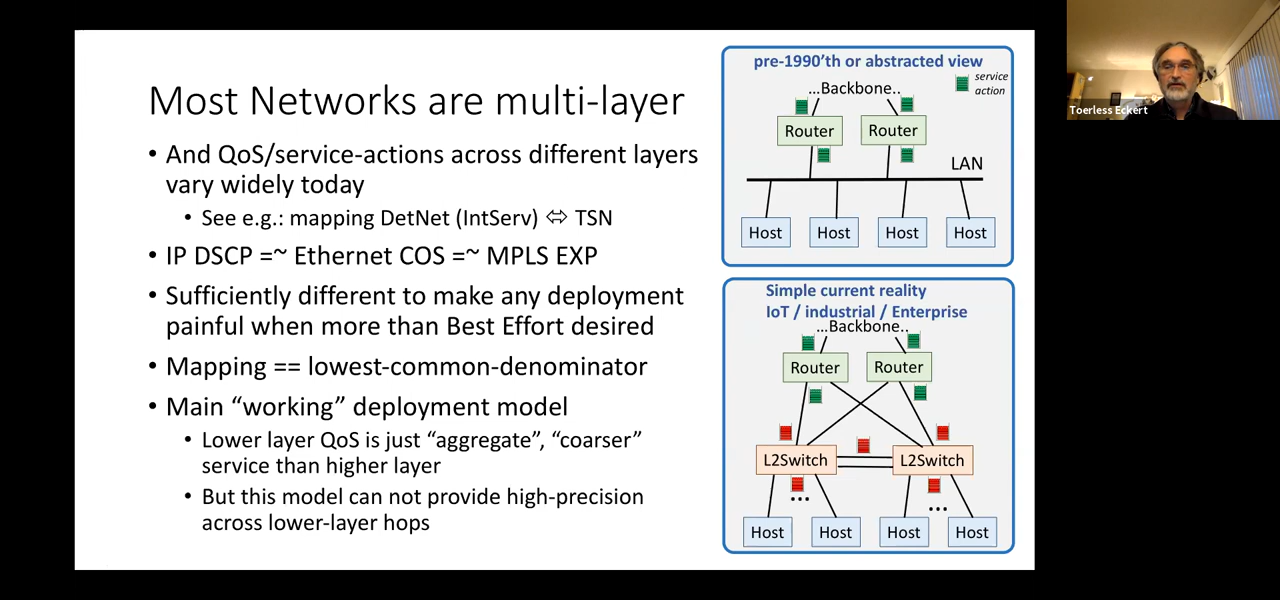 Most Networks are multi-layer
• And QoS/service-actions across different layers
vary widely today
• See e.g.: mapping DetNet (IntServ) ⇔ TSN
• IP DSCP =~ Ethernet COS =~ MPLS EXP
• Sufficiently different to make any deployment
painful when more than Best Effort desired
• Mapping == lowest-common-denominator
• Main “working” deployment model
• Lower layer QoS is just “aggregate”, “coarser”
service than higher layer
• But this model can not provide high-precision
across lower-layer hops
pre-1990'th or abstracted view
service
action
...Backbone..
Router Router
LAN
Host Host Host Host
Simple current reality
IoT / industrial / Enterprise
...Backbone..
Router Router
L2Switch L2Switch
... ...
Host Host Host Host
Toerless Eckert